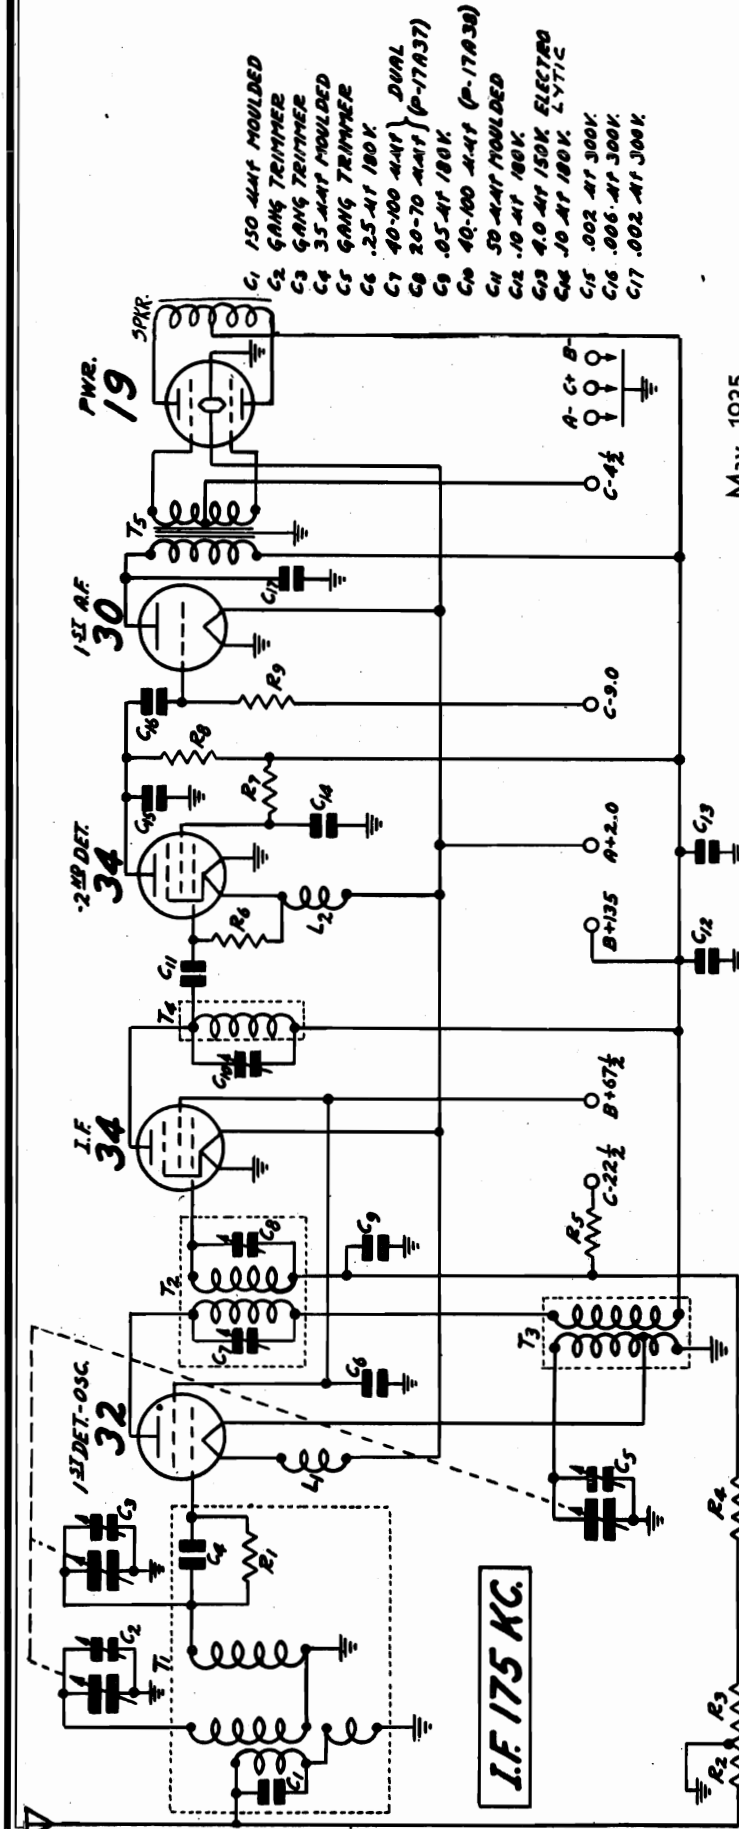 C1 150 MMf MOULDED
C2 GANG TRIMMER
C3 GANG TRIMMER
C4 35 MMf MOULDED
C5 GANG TRIMMER
C6 .25 Mf 180 V.
C7 40-100 MMf } DUAL
C8 20-70 MMf } (P-17A37)
C9 .05 Mf 180 V.
C10 40-100 MMf (P-17A38)
C11 50 MMf MOULDED
C12 .10 Mf 180V.
C13 4.0 Mf 150V. ELECTRO
C14 .10 Mf 180V. LYTIC
C15 .002 Mf 300V.
C16 .006 Mf 300V.
C17 .002 Mf 300V.
1ST DET.-OSC.
32
I.F.
34
2ND DET.
34
1-ST A.F.
30
PWR.
19
SPKR.
C2
C3
T1
C1
C4
R1
L1
C6
T2
C7
C8
C9
C10
T4
C11
R6
L2
C15
C14
R7
R8
C16
R9
C17
T5
T3
C5
R5
C-22½
B+67½
B+135
A+2.0
C-9.0
C-4½
A- C+ B-
C12
C13
R2
R3
R4
I.F. 175 KC.